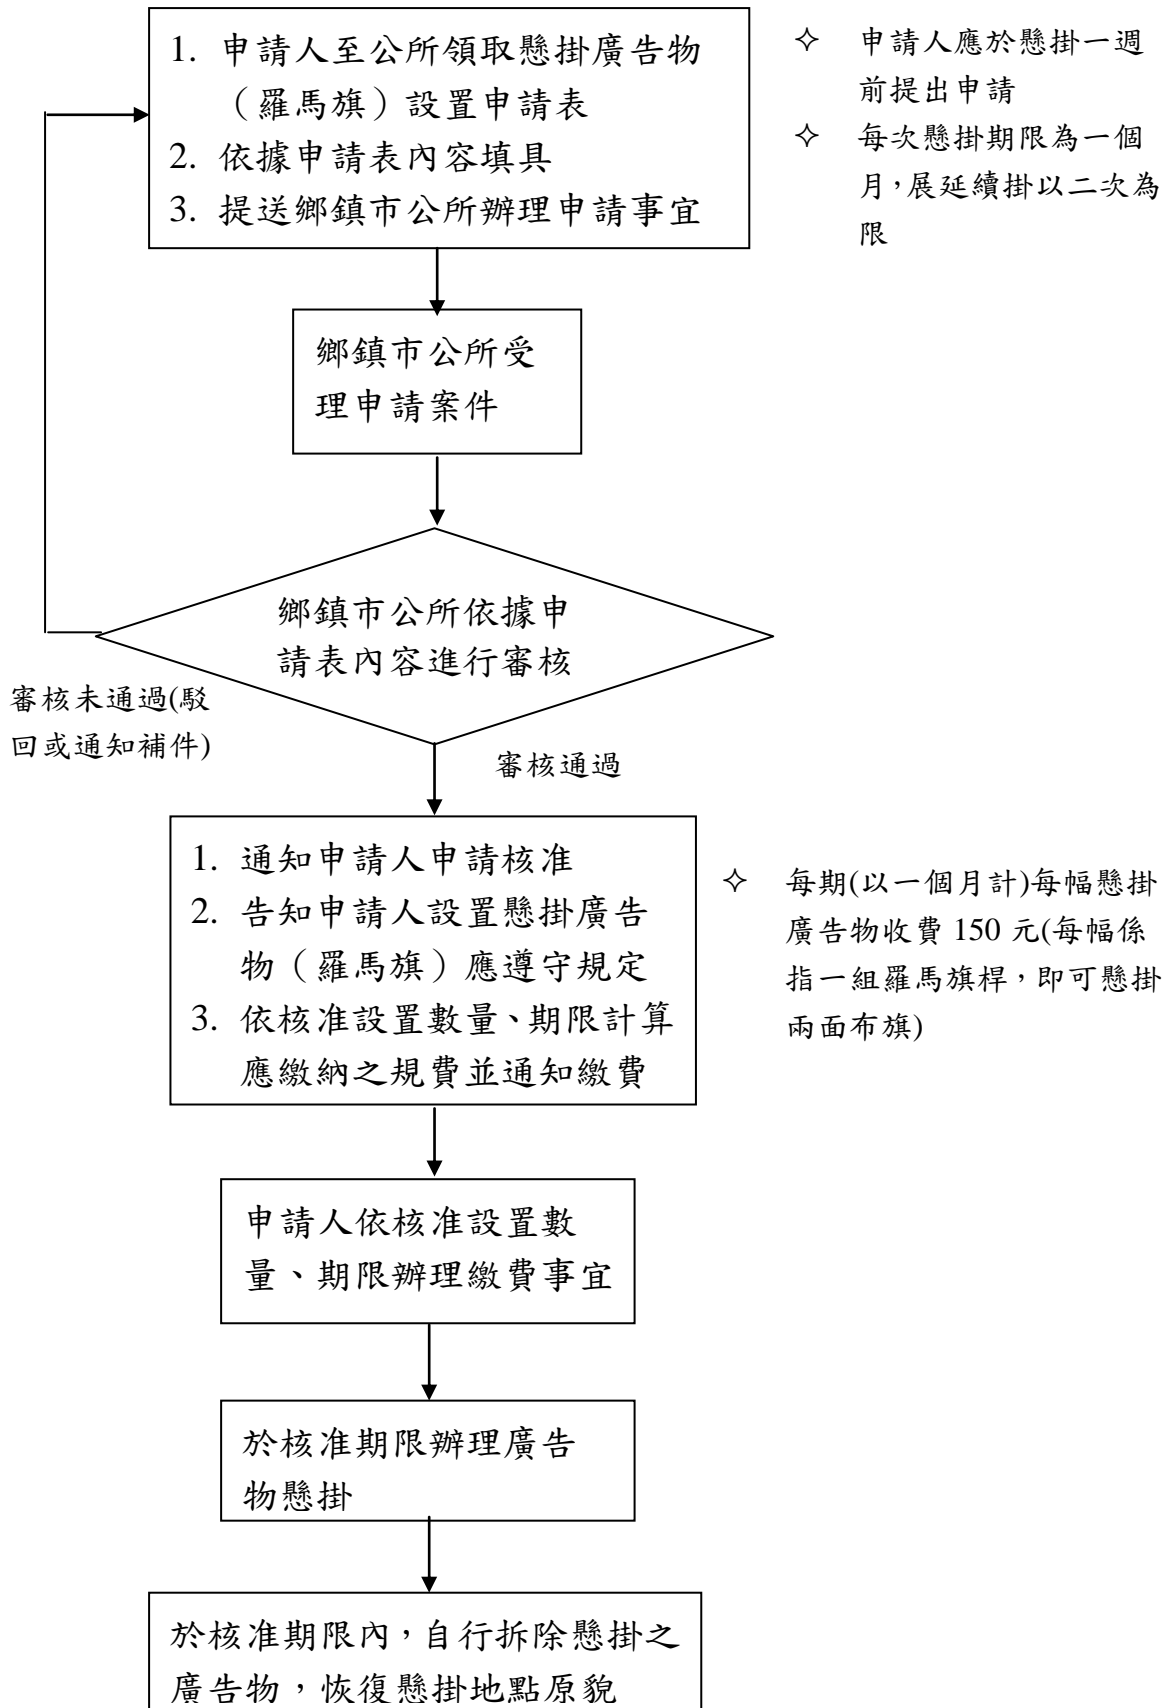 1. 申請人至公所領取懸掛廣告物
（羅馬旗）設置申請表
2. 依據申請表內容填具
3. 提送鄉鎮市公所辦理申請事宜
✧ 申請人應於懸掛一週
前提出申請
✧ 每次懸掛期限為一個
月，展延續掛以二次為
限
鄉鎮市公所受
理申請案件
鄉鎮市公所依據申
請表內容進行審核
審核未通過(駁
回或通知補件)
審核通過
1. 通知申請人申請核准
2. 告知申請人設置懸掛廣告
物（羅馬旗）應遵守規定
3. 依核准設置數量、期限計算
應繳納之規費並通知繳費
✧ 每期(以一個月計)每幅懸掛
廣告物收費 150 元(每幅係
指一組羅馬旗桿，即可懸掛
兩面布旗)
申請人依核准設置數
量、期限辦理繳費事宜
於核准期限辦理廣告
物懸掛
於核准期限內，自行拆除懸掛之
廣告物，恢復懸掛地點原貌